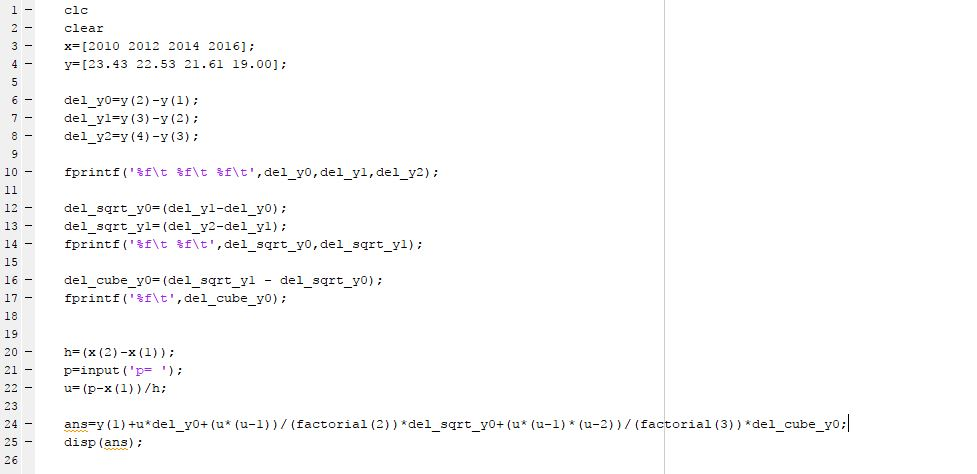 1 - clc
2 - clear
3 - x=[2010 2012 2014 2016];
4 - y=[23.43 22.53 21.61 19.00];
5
6 - del_y0=y(2)-y(1);
7 - del_y1=y(3)-y(2);
8 - del_y2=y(4)-y(3);
9
10 - fprintf('%f\t %f\t %f\t',del_y0,del_y1,del_y2);
11
12 - del_sqrt_y0=(del_y1-del_y0);
13 - del_sqrt_y1=(del_y2-del_y1);
14 - fprintf('%f\t %f\t',del_sqrt_y0,del_sqrt_y1);
15
16 - del_cube_y0=(del_sqrt_y1 - del_sqrt_y0);
17 - fprintf('%f\t',del_cube_y0);
18
19
20 - h=(x(2)-x(1));
21 - p=input('p= ');
22 - u=(p-x(1))/h;
23
24 - ans=y(1)+u*del_y0+(u*(u-1))/(factorial(2))*del_sqrt_y0+(u*(u-1)*(u-2))/(factorial(3))*del_cube_y0;
25 - disp(ans);
26